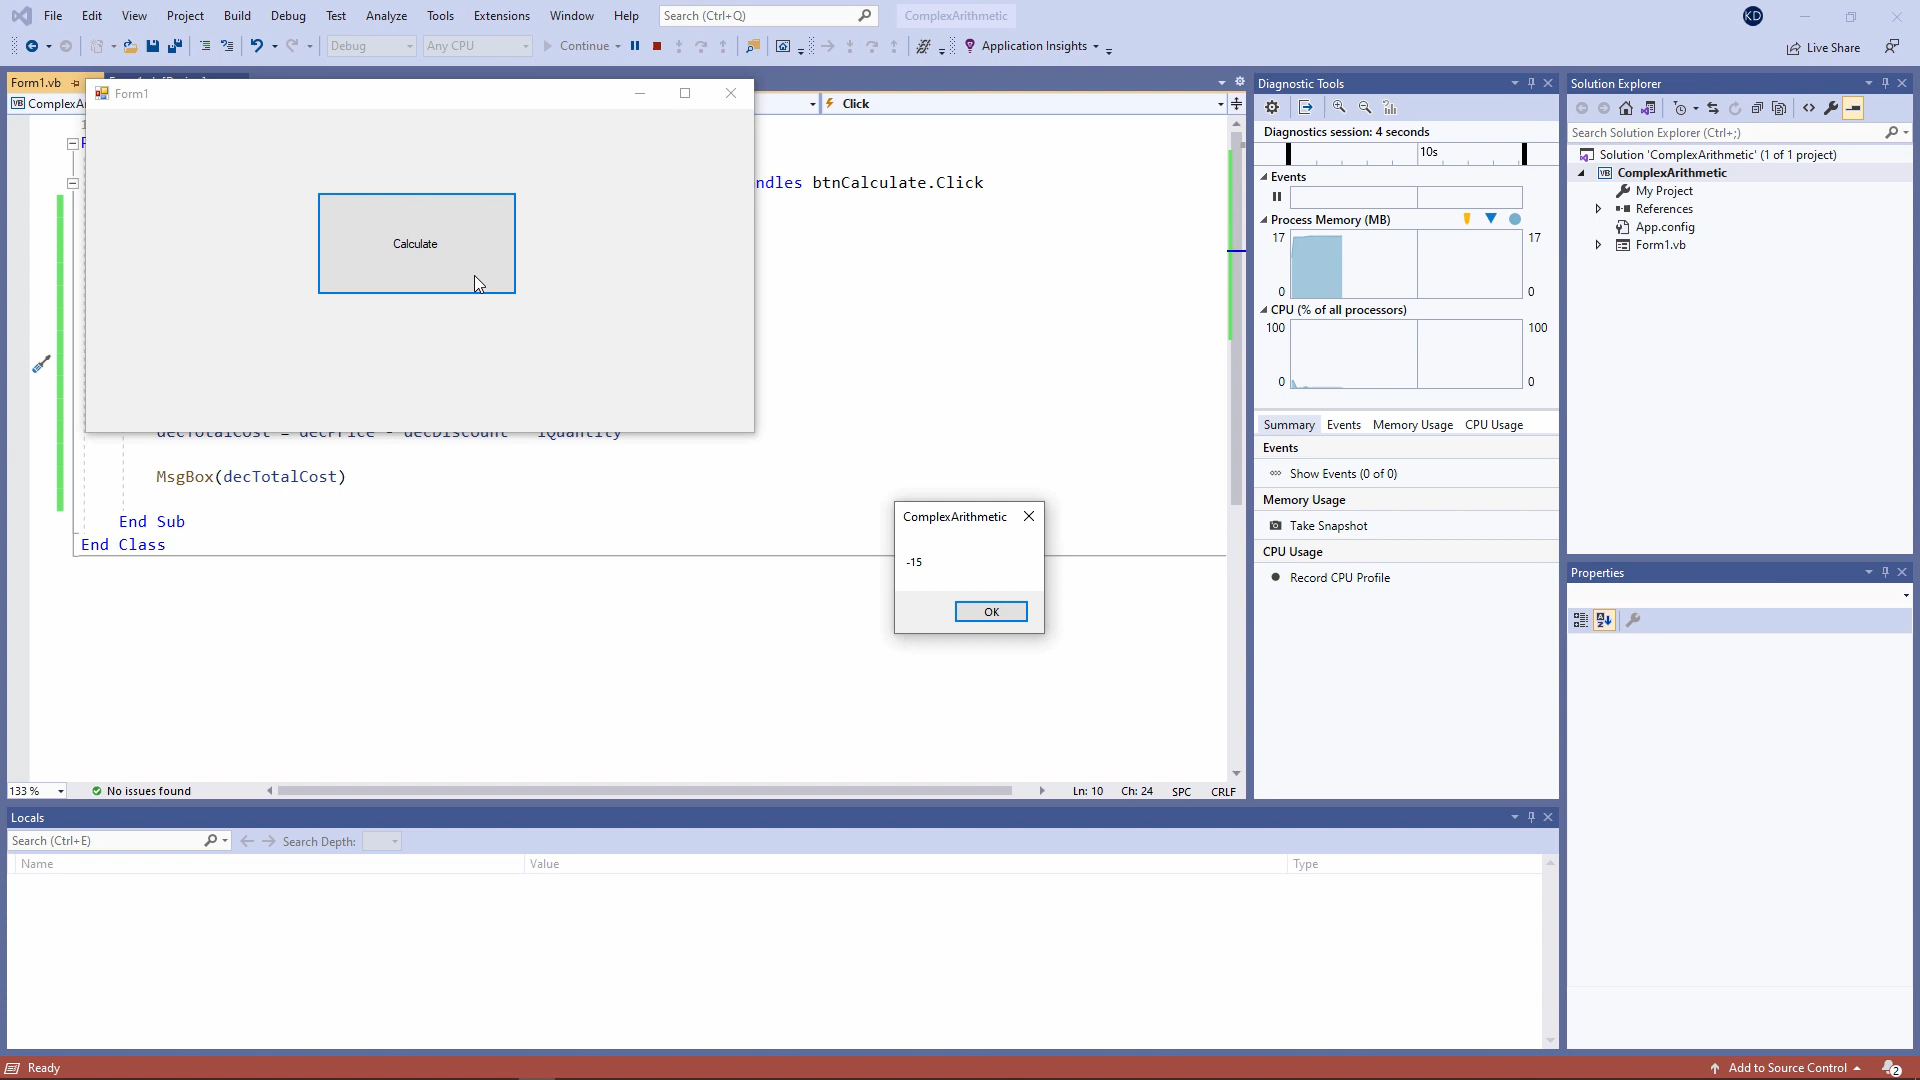 File Edit View Project Build Debug Test Analyze Tools Extensions Window Help Search (Ctrl+Q) ComplexArithmetic KD
Debug Any CPU Continue Application Insights Live Share
Form1.vb
Form1
ComplexA
Click
ndles btnCalculate.Click
Calculate
MsgBox(decTotalCost)
End Sub
End Class
ComplexArithmetic
-15
OK
133 % No issues found Ln: 10 Ch: 24 SPC CRLF
Diagnostic Tools
Diagnostics session: 4 seconds
10s
Events
Process Memory (MB)
17 17
0 0
CPU (% of all processors)
100 100
0 0
Summary Events Memory Usage CPU Usage
Events
Show Events (0 of 0)
Memory Usage
Take Snapshot
CPU Usage
Record CPU Profile
Solution Explorer
Search Solution Explorer (Ctrl+;)
Solution 'ComplexArithmetic' (1 of 1 project)
VB ComplexArithmetic
My Project
References
App.config
Form1.vb
Properties
Locals
Search (Ctrl+E) Search Depth:
Name Value Type
Ready Add to Source Control 2